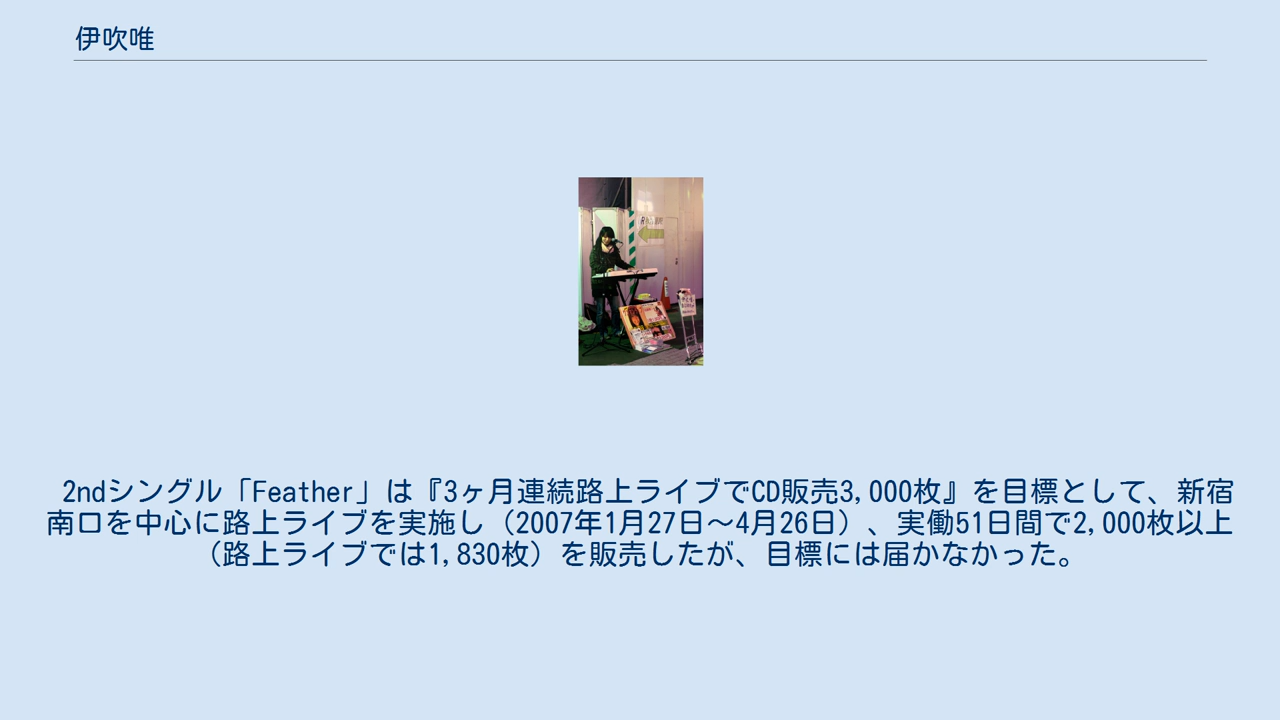 伊吹唯
2ndシングル「Feather」は『3ヶ月連続路上ライブでCD販売3,000枚』を目標として、新宿
南口を中心に路上ライブを実施し（2007年1月27日～4月26日）、実働51日間で2,000枚以上
（路上ライブでは1,830枚）を販売したが、目標には届かなかった。